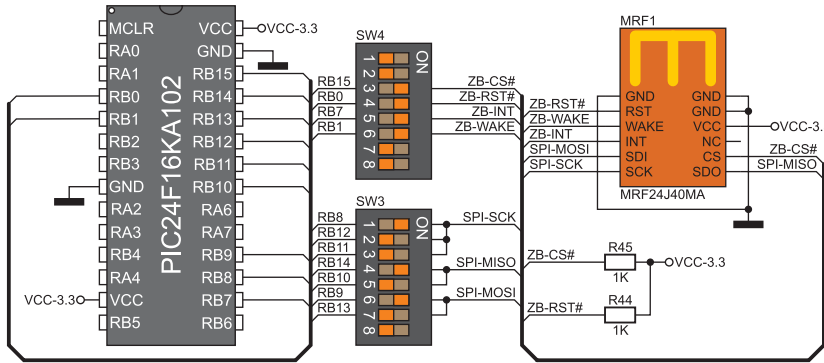 MCLR
RA0
RA1
RB0
RB1
RB2
RB3
GND
RA2
RA3
RB4
RA4
VCC
RB5
PIC24F16KA102
VCC
GND
RB15
RB14
RB13
RB12
RB11
RB10
RA6
RA7
RB9
RB8
RB7
RB6
VCC-3.3
VCC-3.3
SW4
ON
1
2
3
4
5
6
7
8
RB15
RB0
RB7
RB1
ZB-CS#
ZB-RST#
ZB-INT
ZB-WAKE
SW3
ON
1
2
3
4
5
6
7
8
RB8
RB12
RB11
RB14
RB10
RB9
RB13
SPI-SCK
SPI-MISO
SPI-MOSI
MRF1
ZB-RST#
ZB-WAKE
ZB-INT
SPI-MOSI
SPI-SCK
GND
RST
WAKE
INT
SDI
SCK
GND
GND
VCC
NC
CS
SDO
VCC-3.
ZB-CS#
SPI-MISO
MRF24J40MA
ZB-CS#
R45
1K
VCC-3.3
ZB-RST#
R44
1K